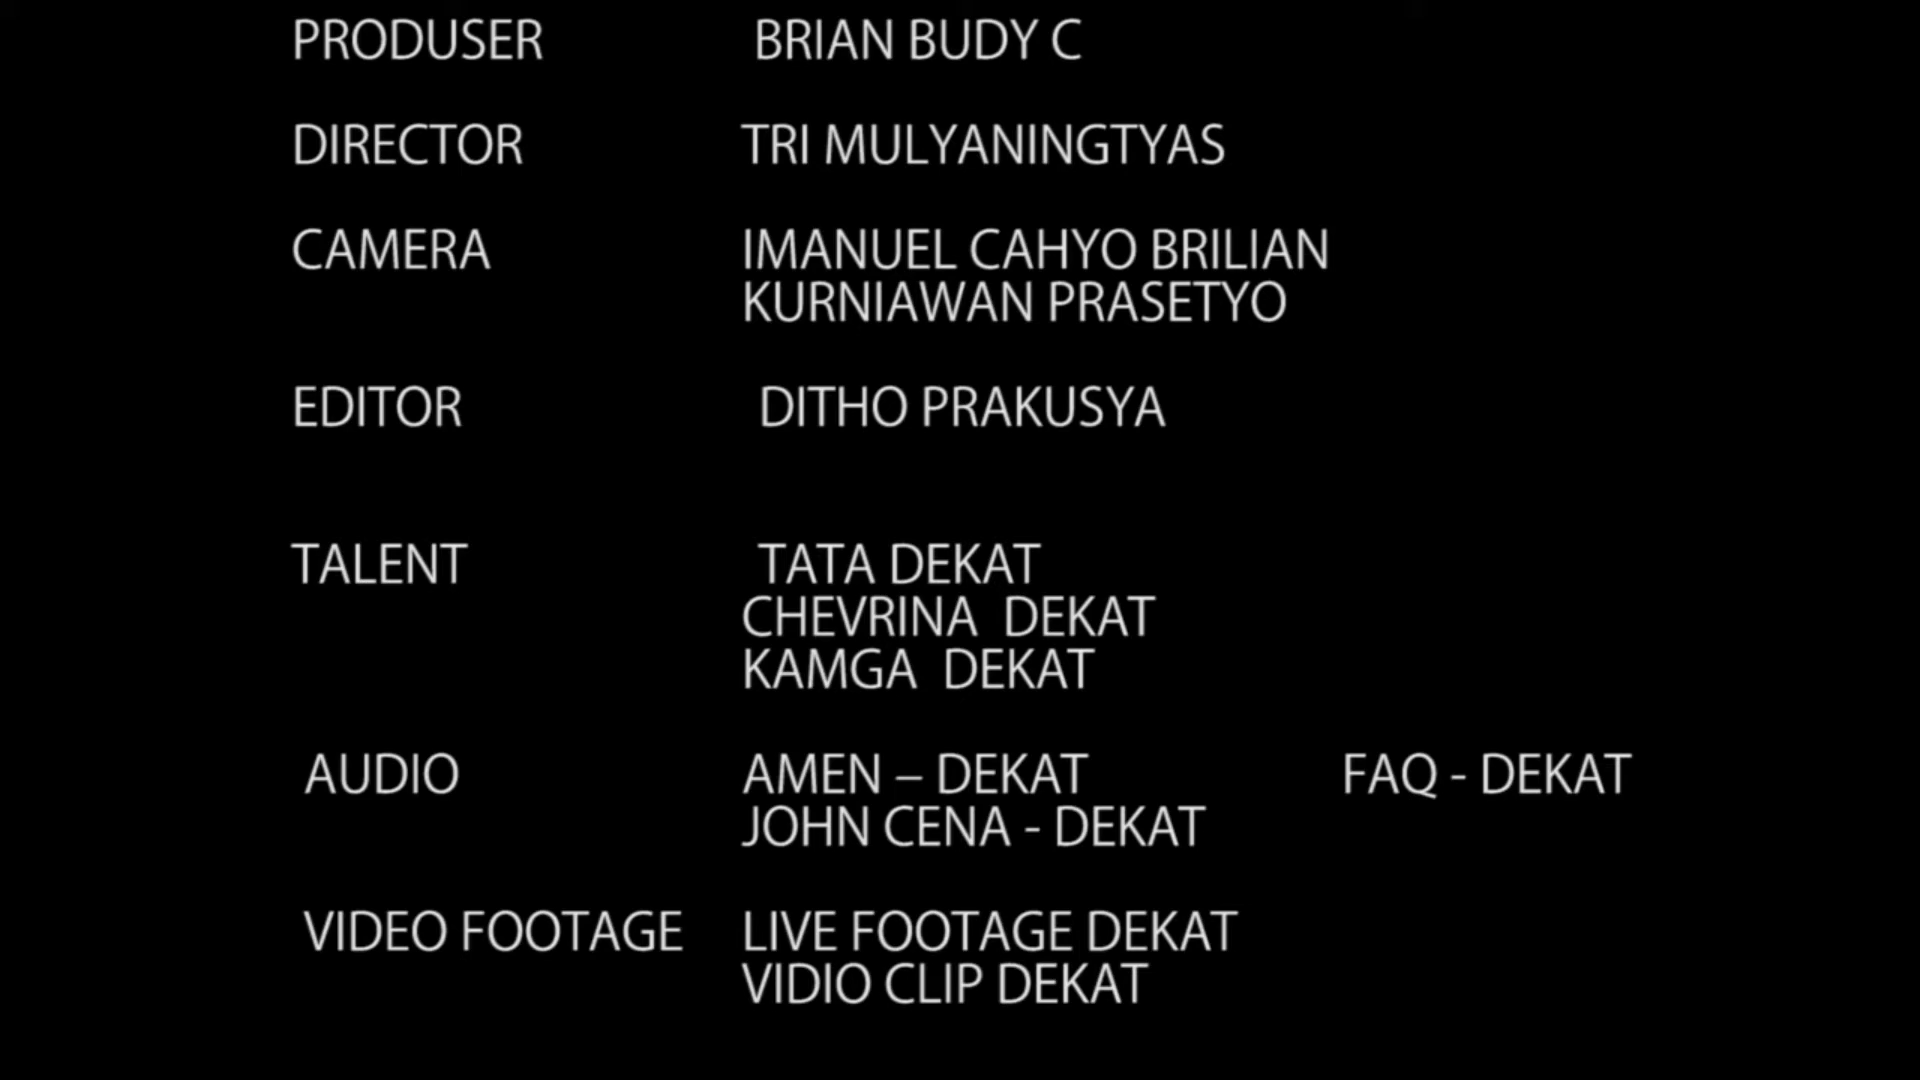 PRODUSER BRIAN BUDY C
DIRECTOR TRI MULYANINGTYAS
CAMERA IMANUEL CAHYO BRILIAN
KURNIAWAN PRASETYO
EDITOR DITHO PRAKUSYA
TALENT TATA DEKAT
CHEVRINA DEKAT
KAMGA DEKAT
AUDIO AMEN – DEKAT FAQ - DEKAT
JOHN CENA - DEKAT
VIDEO FOOTAGE LIVE FOOTAGE DEKAT
VIDIO CLIP DEKAT